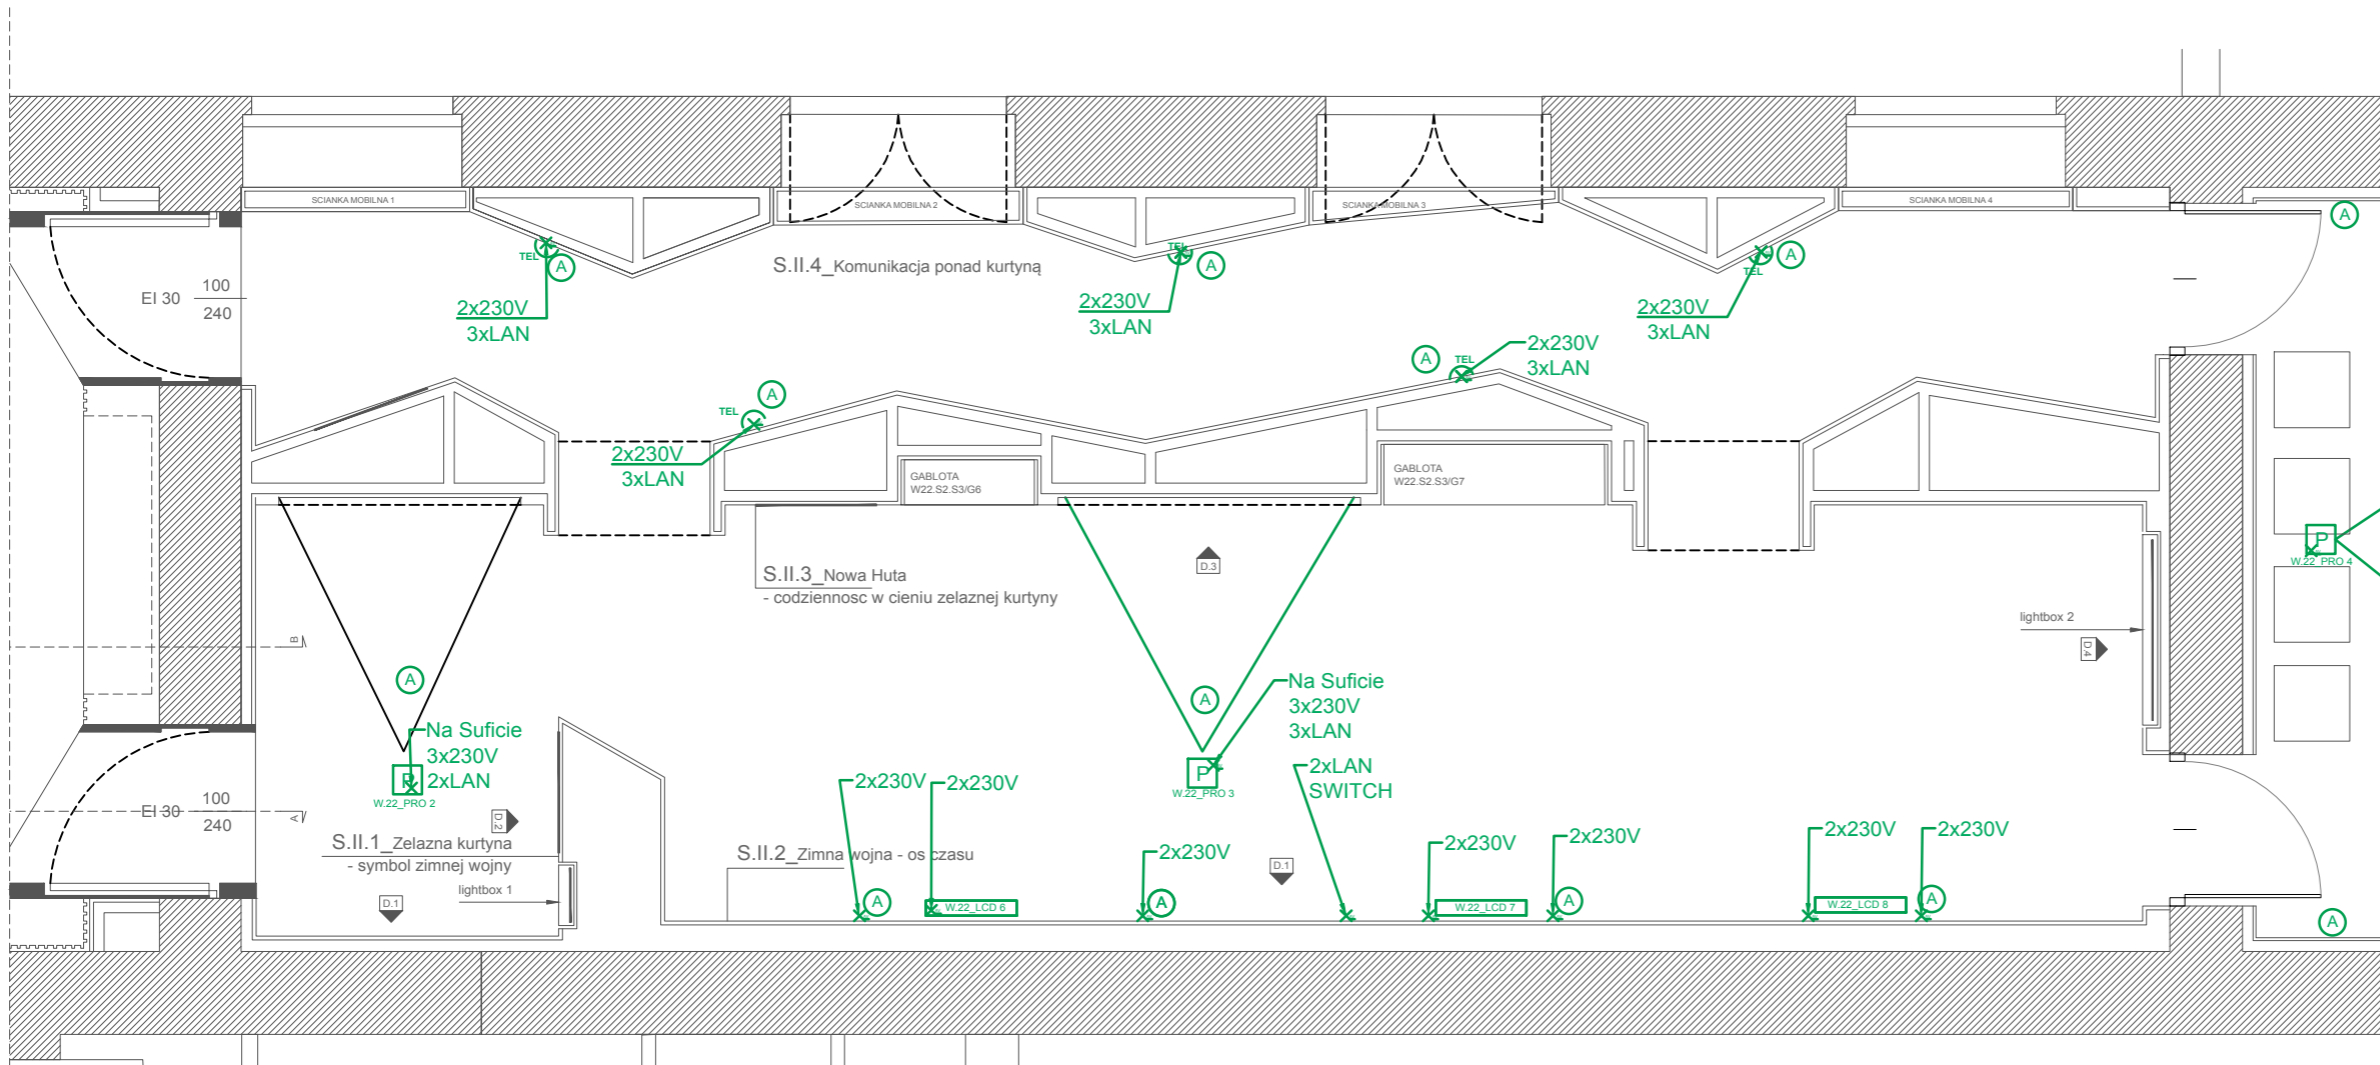 SCIANKA MOBILNA 1
SCIANKA MOBILNA 2
SCIANKA MOBILNA 3
SCIANKA MOBILNA 4
A
TEL
A
TEL
A
TEL
A
S.II.4_Komunikacja ponad kurtyną
EI 30
100
240
2x230V
3xLAN
2x230V
3xLAN
2x230V
3xLAN
A
TEL
2x230V
3xLAN
TEL
A
2x230V
3xLAN
GABLOTA
W22.S2.S3/G6
GABLOTA
W22.S2.S3/G7
S.II.3_Nowa Huta
- codziennosc w cieniu zelaznej kurtyny
D.3
P
W.22_PRO 4
lightbox 2
D.4
B
A
A
Na Suficie
3x230V
3xLAN
Na Suficie
3x230V
2xLAN
P
W.22_PRO 2
P
W.22_PRO 3
2xLAN
SWITCH
2x230V
2x230V
EI 30
100
240
A
D.2
S.II.1_Zelazna kurtyna
- symbol zimnej wojny
S.II.2_Zimna wojna - os czasu
2x230V
2x230V
2x230V
2x230V
2x230V
D.1
lightbox 1
D.1
A
W.22_LCD 6
A
W.22_LCD 7
A
W.22_LCD 8
A
A